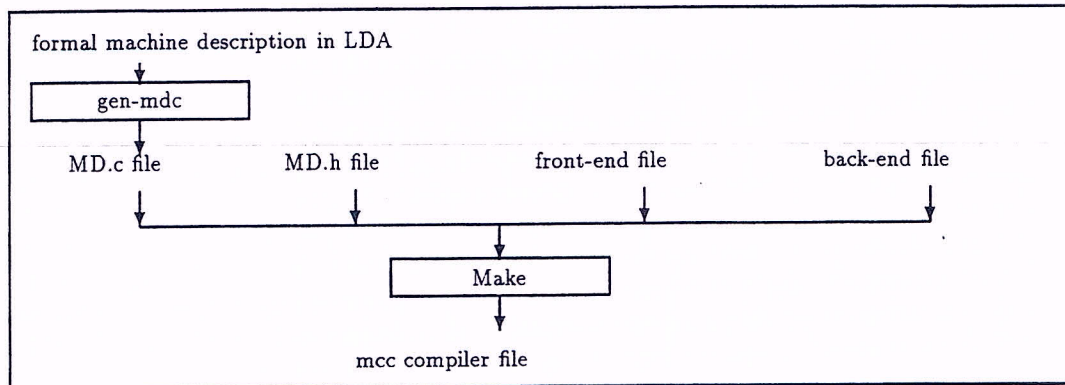 formal machine description in LDA
gen-mdc
MD.c file MD.h file front-end file back-end file
Make
mcc compiler file